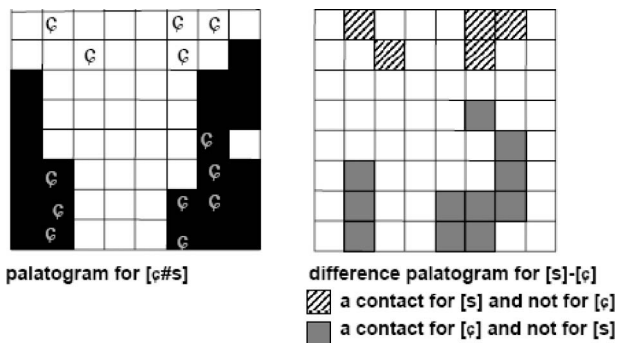 ɕ ɕ ɕ
ɕ ɕ
ɕ
ɕ ɕ
ɕ ɕ ɕ
ɕ ɕ
palatogram for [ɕ#s]
difference palatogram for [s]-[ɕ]
a contact for [s] and not for [ɕ]
a contact for [ɕ] and not for [s]